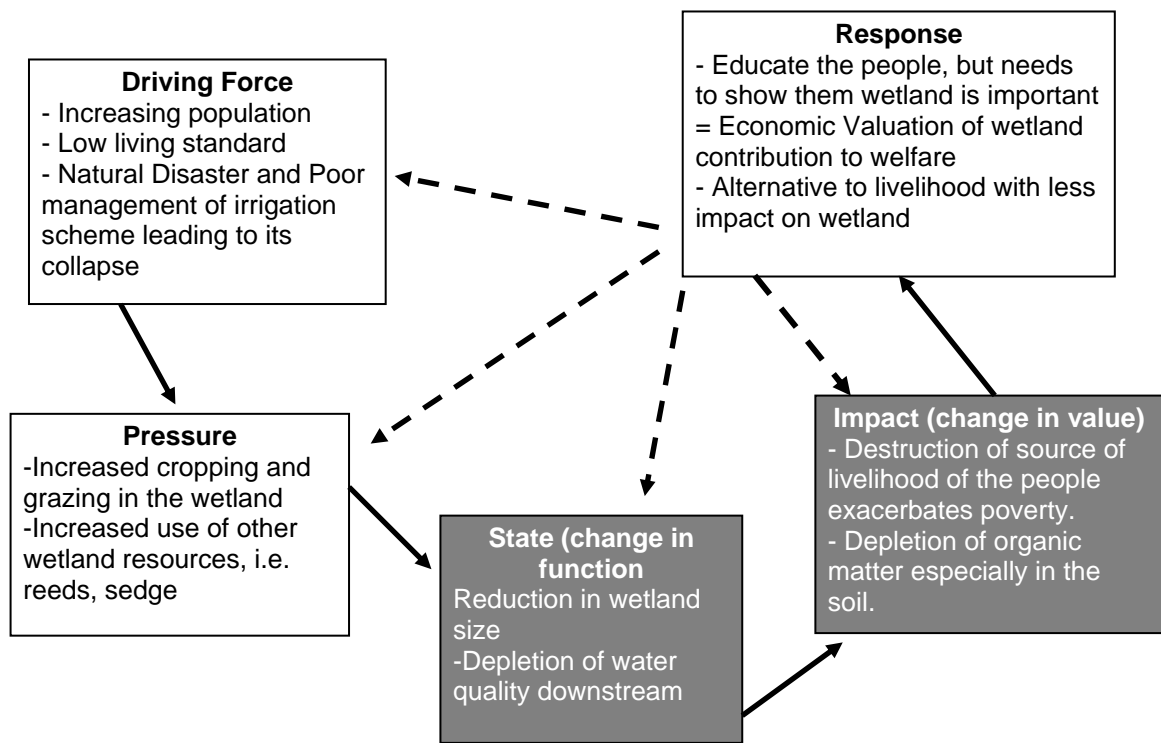 Driving Force
- Increasing population
- Low living standard
- Natural Disaster and Poor
management of irrigation
scheme leading to its
collapse
Response
- Educate the people, but needs
to show them wetland is important
= Economic Valuation of wetland
contribution to welfare
- Alternative to livelihood with less
impact on wetland
Pressure
-Increased cropping and
grazing in the wetland
-Increased use of other
wetland resources, i.e.
reeds, sedge
State (change in
function
Reduction in wetland
size
-Depletion of water
quality downstream
Impact (change in value)
- Destruction of source of
livelihood of the people
exacerbates poverty.
- Depletion of organic
matter especially in the
soil.